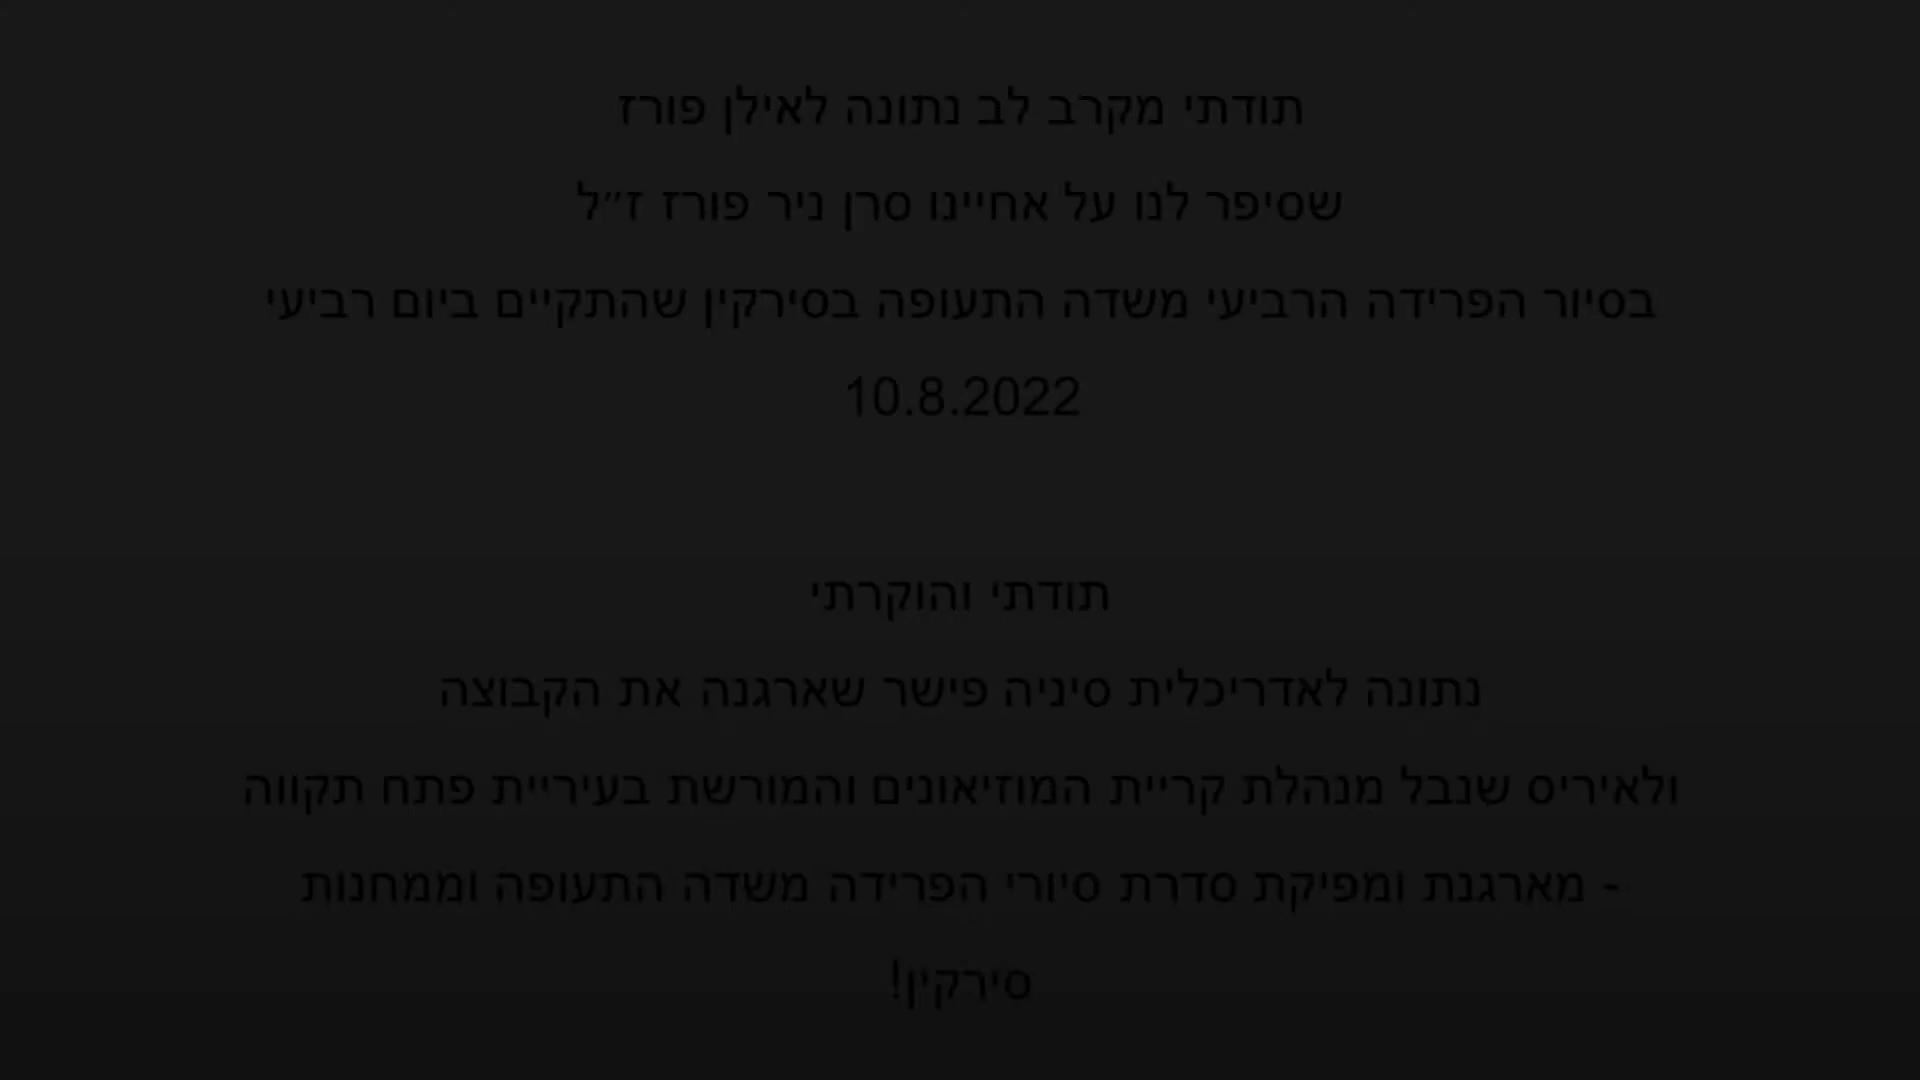 תודתי מקרב לב נתונה לאילן פורז
שסיפר לנו על אחיינו סרן ניר פורז ז״ל
בסיור הפרידה הרביעי משדה התעופה בסירקין שהתקיים ביום רביעי
10.8.2022
תודתי והוקרתי
נתונה לאדריכלית סיניה פישר שארגנה את הקבוצה
ולאיריס שנבל מנהלת קריית המוזיאונים והמורשת בעיריית פתח תקווה
- מארגנת ומפיקת סדרת סיורי הפרידה משדה התעופה וממחנות
סירקין!